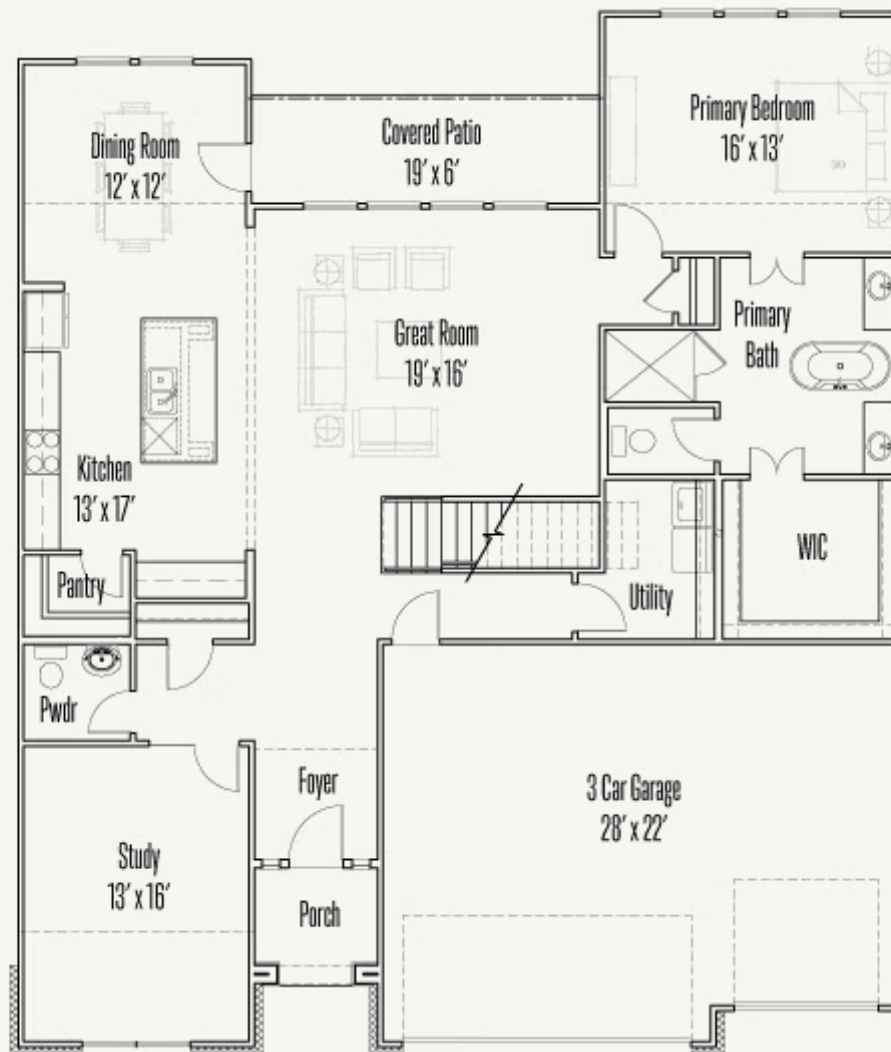 Primary Bedroom
16' x 13'
Covered Patio
19' x 6'
Dining Room
12' x 12'
Great Room
19' x 16'
Primary
Bath
Kitchen
13' x 17'
WIC
Pantry
Utility
Pwdr
Foyer
3 Car Garage
28' x 22'
Study
13' x 16'
Porch